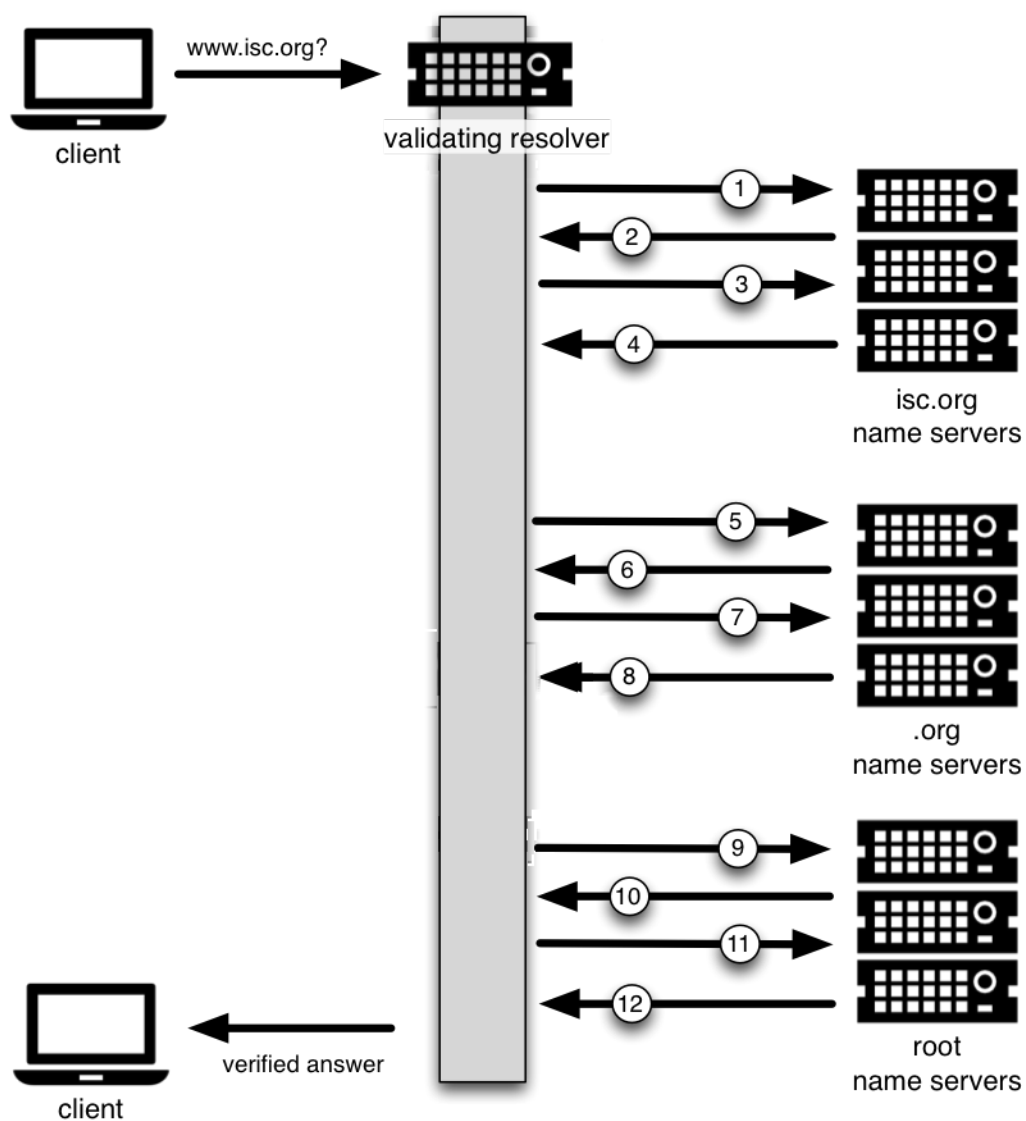 www.isc.org?
client
validating resolver
1
2
3
4
isc.org
name servers
5
6
7
8
.org
name servers
9
10
11
12
root
name servers
verified answer
client